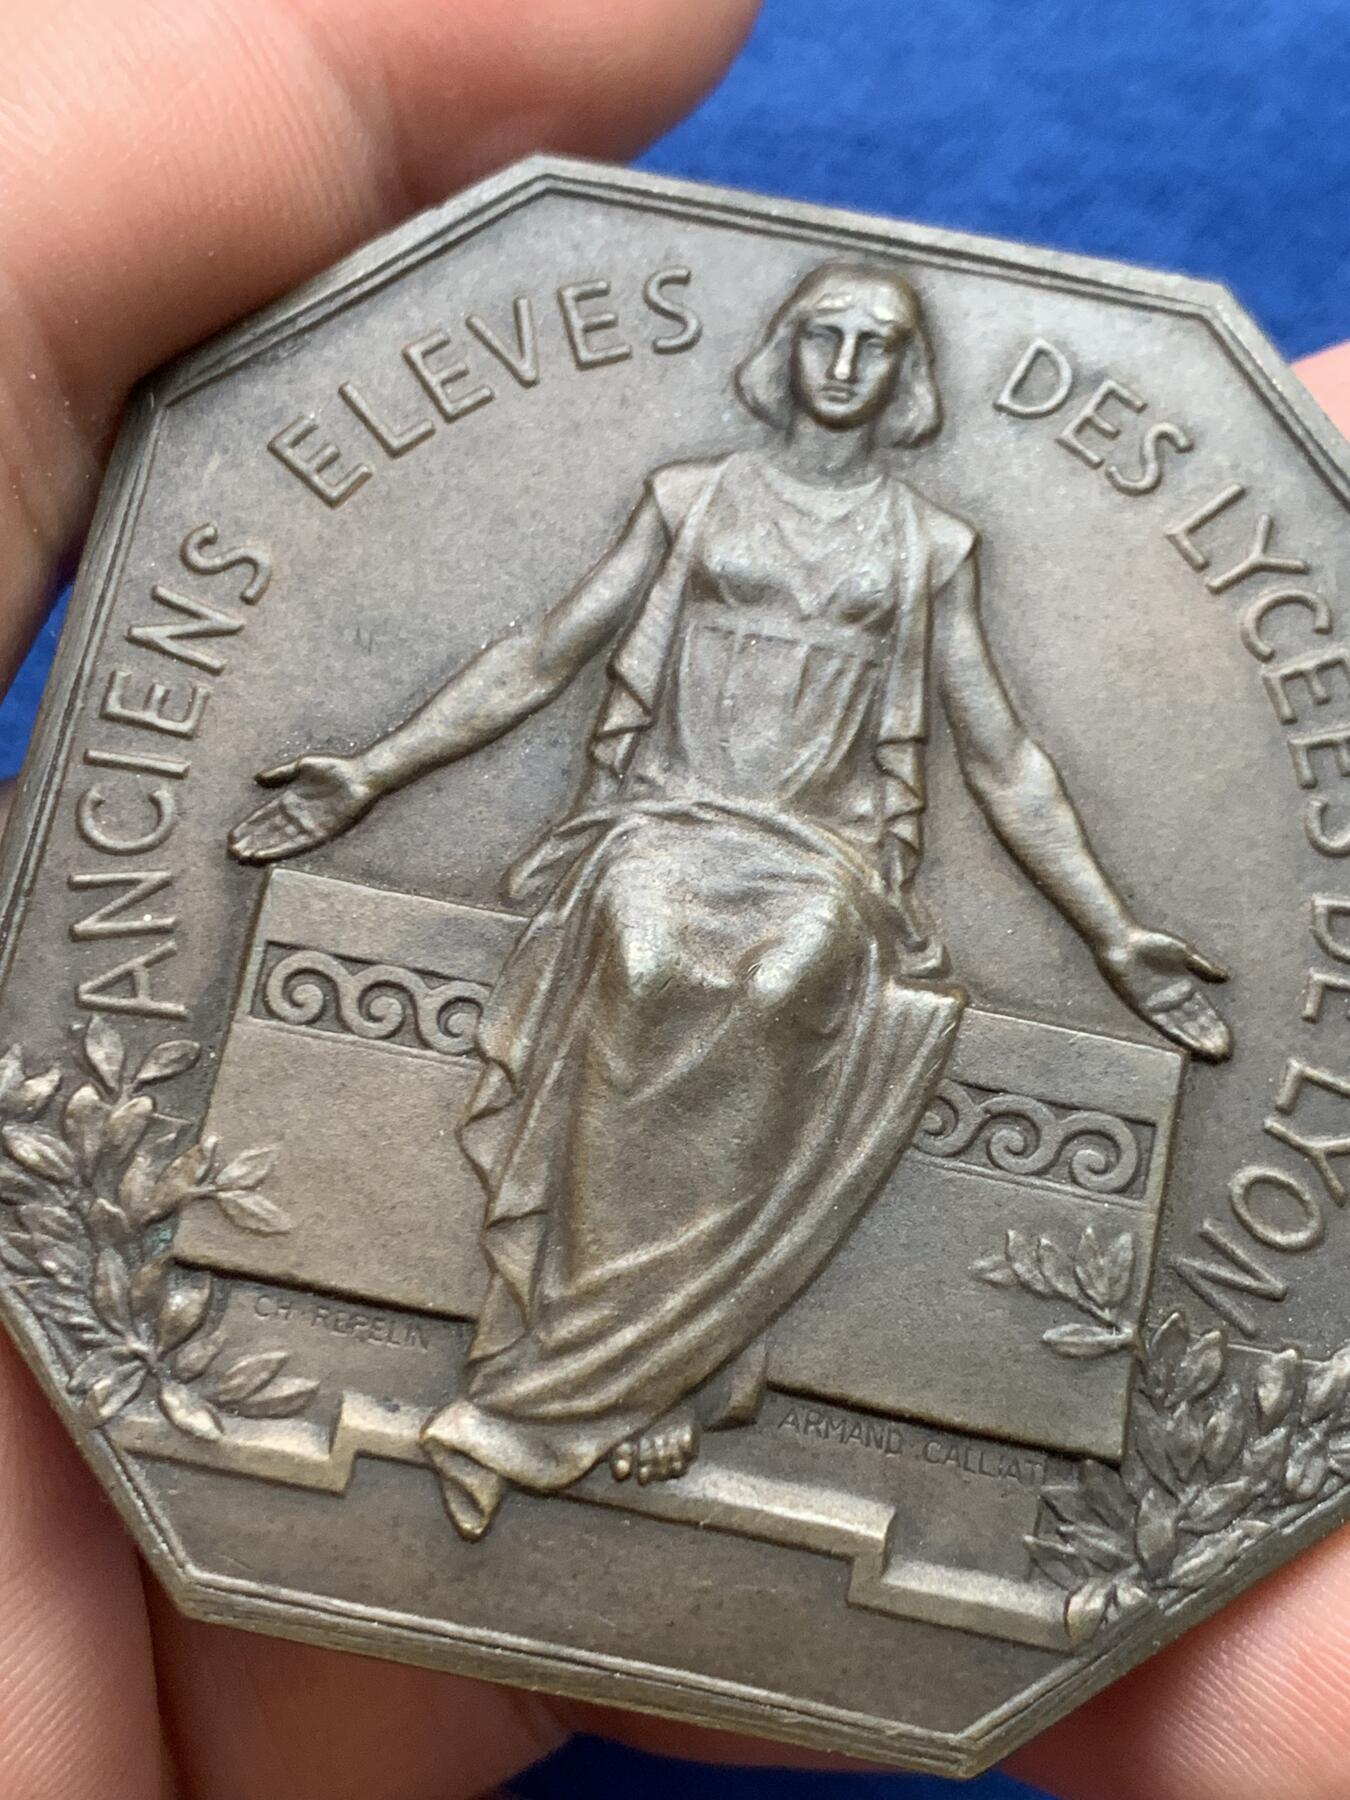 ANCIENS ELEVES DES LYCEES DE LYON
CH REPELIN
ARMAND CALLIAT